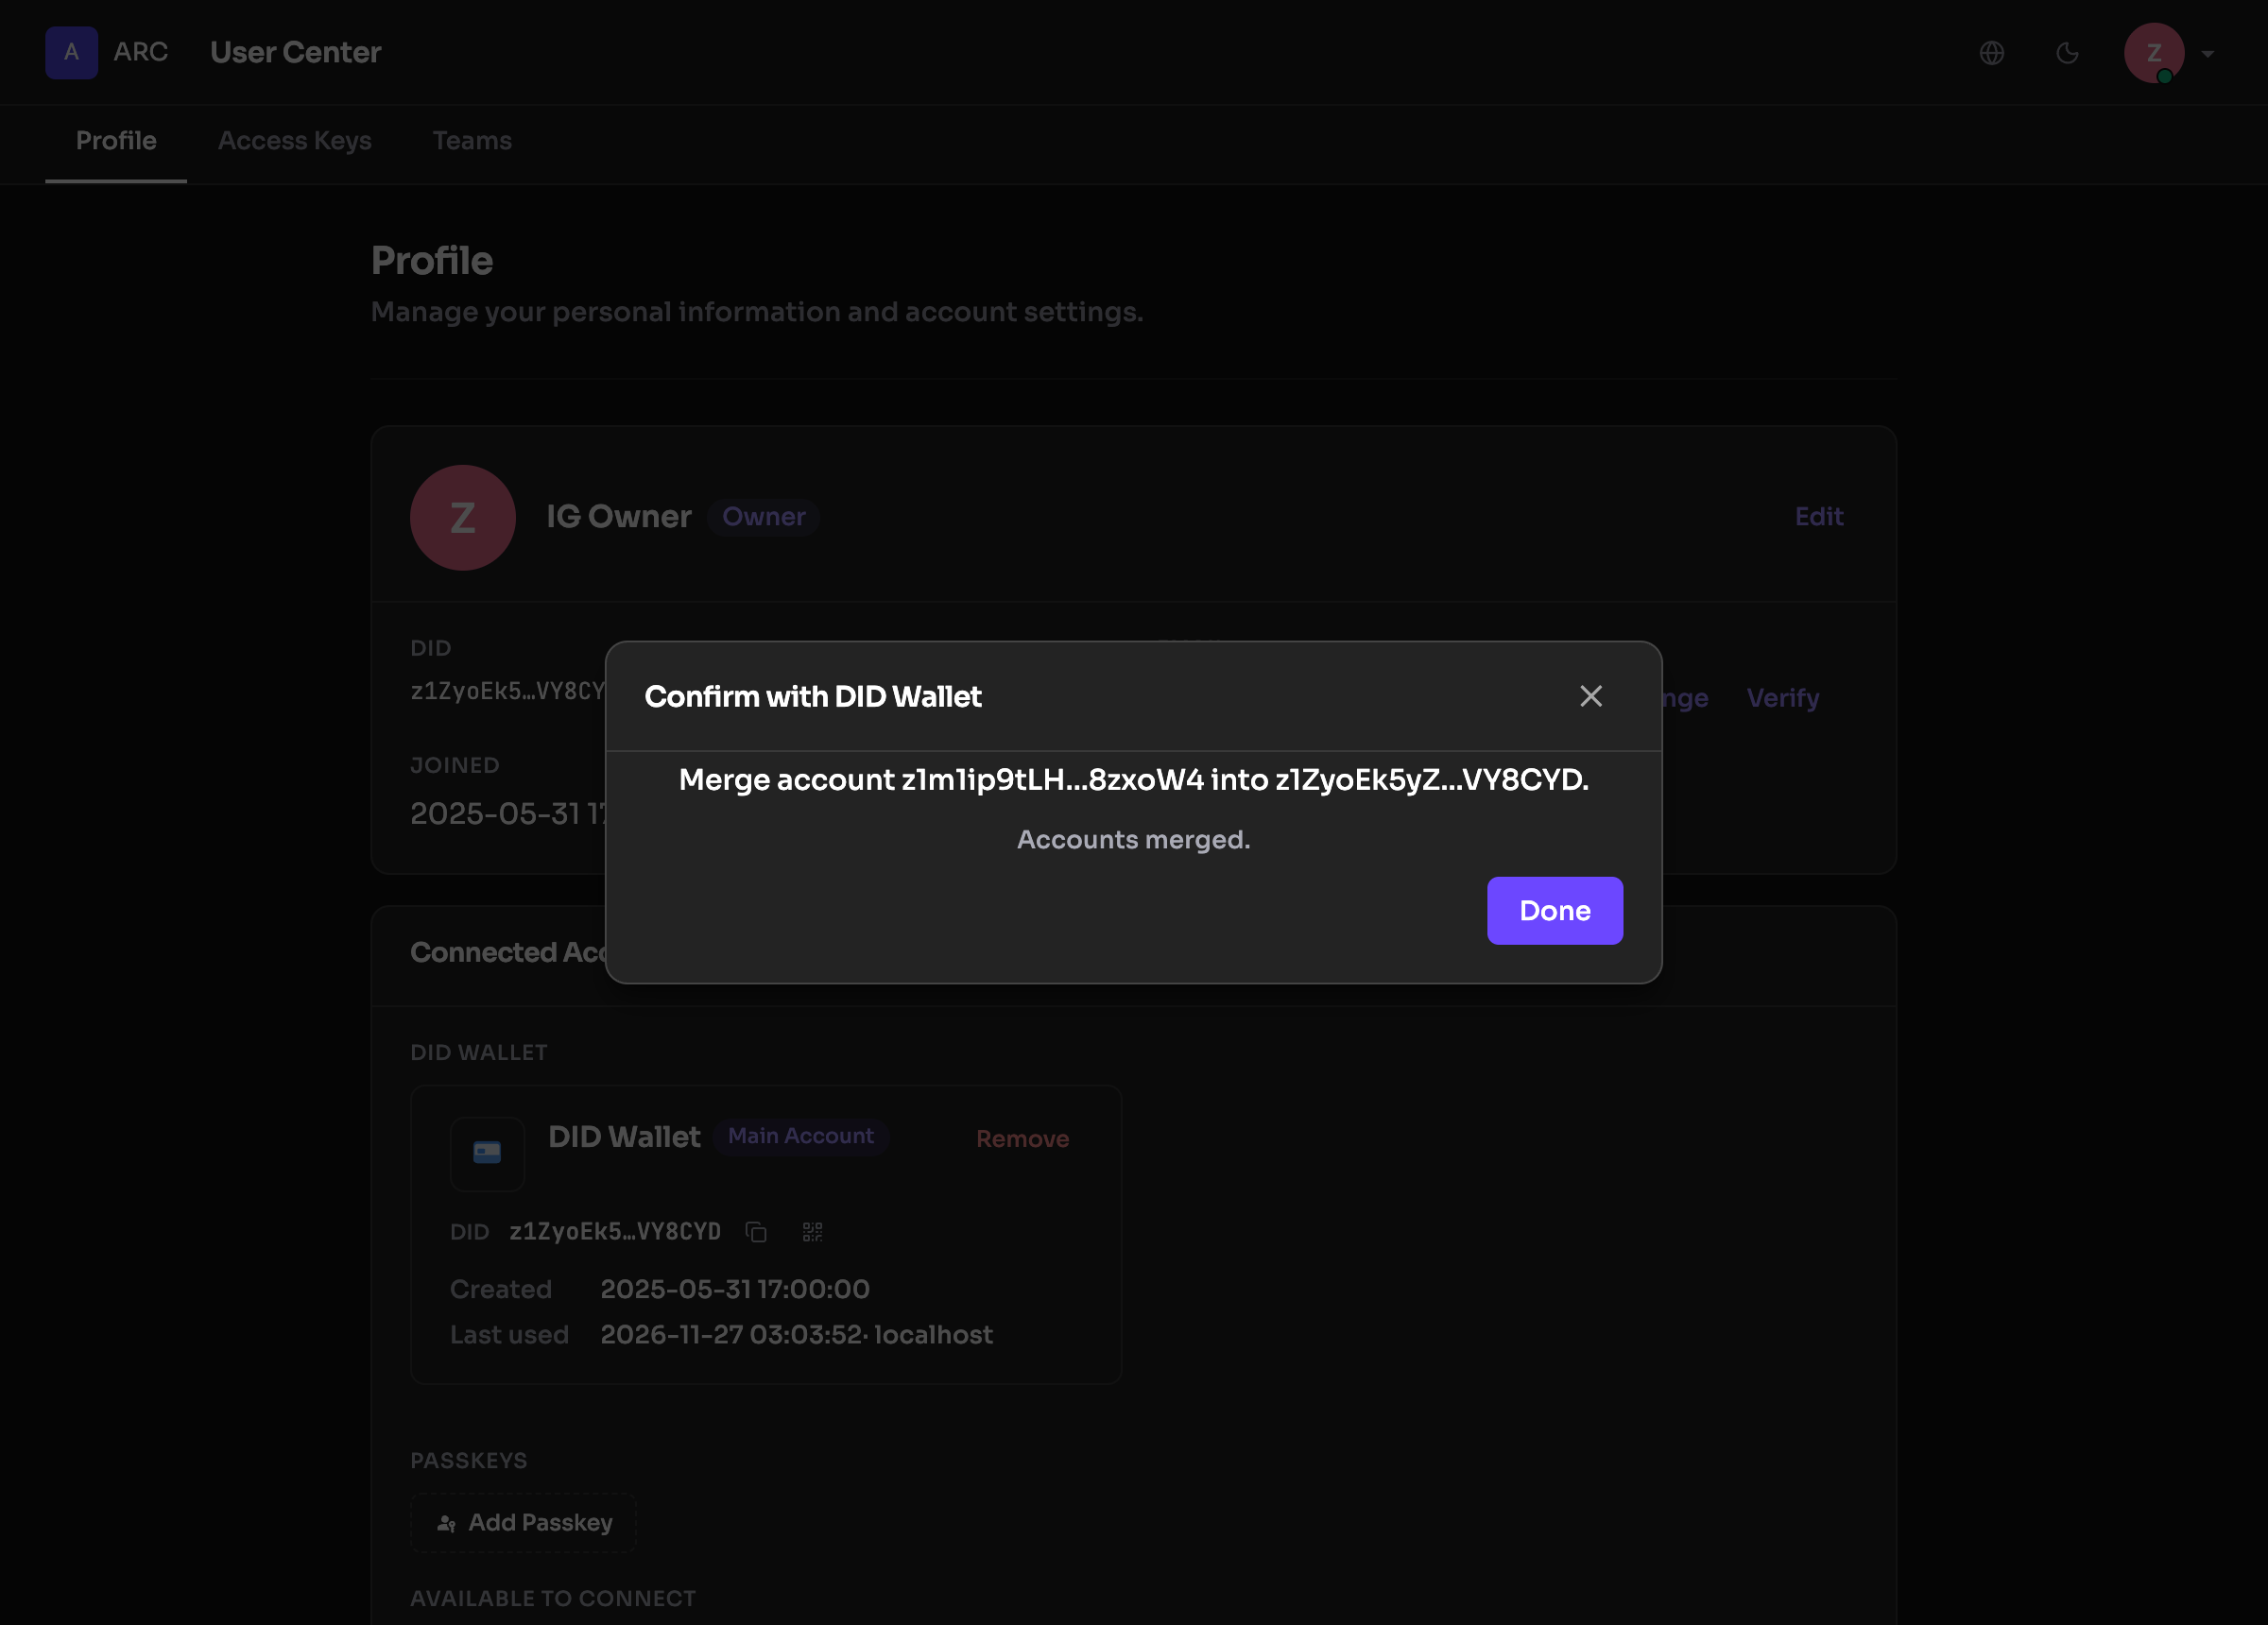 A ARC User Center Z
Profile Access Keys Teams
Profile
Manage your personal information and account settings.
Z IG Owner Owner Edit
DID
z1ZyoEk5…VY8CY
nge Verify
JOINED
2025-05-31 17
Confirm with DID Wallet
Merge account z1m1ip9tLH...8zxoW4 into z1ZyoEk5yZ...VY8CYD.
Accounts merged.
Done
Connected Acc
DID WALLET
DID Wallet Main Account Remove
DID z1ZyoEk5…VY8CYD
Created 2025-05-31 17:00:00
Last used 2026-11-27 03:03:52· localhost
PASSKEYS
Add Passkey
AVAILABLE TO CONNECT